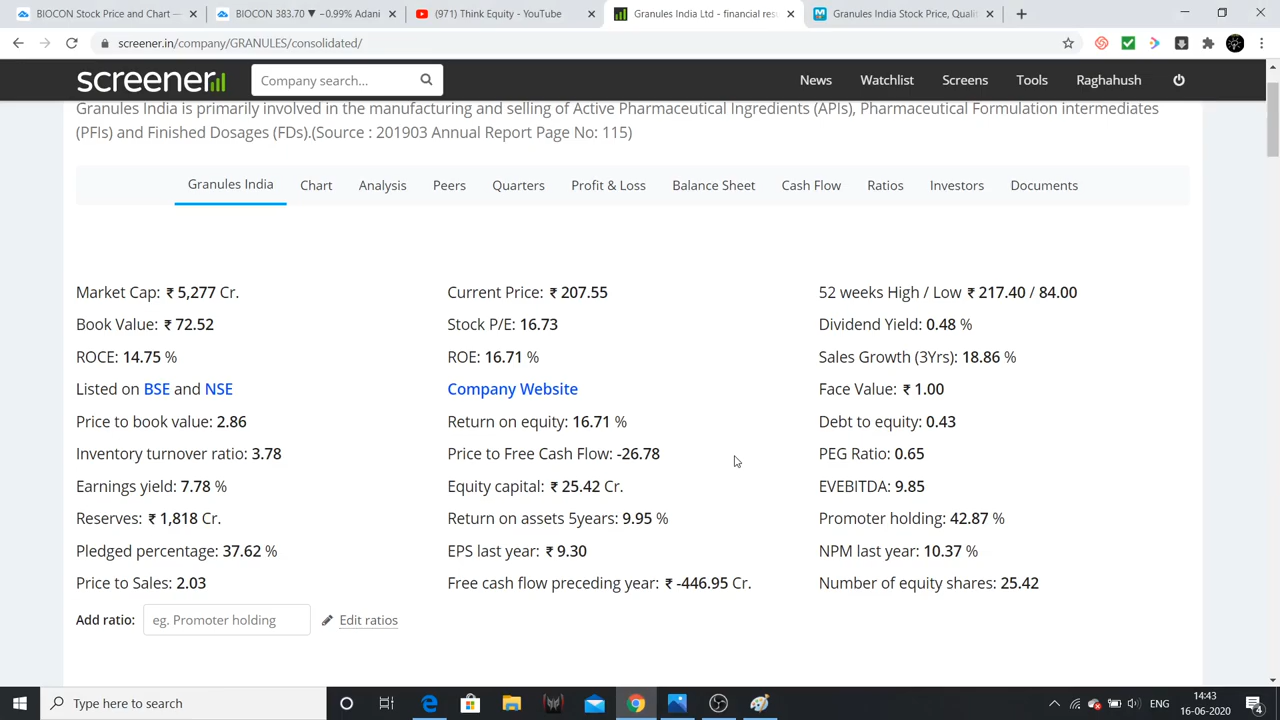 BIOCON Stock Price and Chart —
BIOCON 383.70 ▼ −0.99% Adani
(971) Think Equity - YouTube
Granules India Ltd - financial res
Granules India Stock Price, Quali
screener.in/company/GRANULES/consolidated/
screener
Company search...
News
Watchlist
Screens
Tools
Raghahush
Granules India is primarily involved in the manufacturing and selling of Active Pharmaceutical Ingredients (APIs), Pharmaceutical Formulation intermediates
(PFIs) and Finished Dosages (FDs).(Source : 201903 Annual Report Page No: 115)
Granules India
Chart
Analysis
Peers
Quarters
Profit & Loss
Balance Sheet
Cash Flow
Ratios
Investors
Documents
Market Cap: ₹ 5,277 Cr.
Current Price: ₹ 207.55
52 weeks High / Low ₹ 217.40 / 84.00
Book Value: ₹ 72.52
Stock P/E: 16.73
Dividend Yield: 0.48 %
ROCE: 14.75 %
ROE: 16.71 %
Sales Growth (3Yrs): 18.86 %
Listed on BSE and NSE
Company Website
Face Value: ₹ 1.00
Price to book value: 2.86
Return on equity: 16.71 %
Debt to equity: 0.43
Inventory turnover ratio: 3.78
Price to Free Cash Flow: -26.78
PEG Ratio: 0.65
Earnings yield: 7.78 %
Equity capital: ₹ 25.42 Cr.
EVEBITDA: 9.85
Reserves: ₹ 1,818 Cr.
Return on assets 5years: 9.95 %
Promoter holding: 42.87 %
Pledged percentage: 37.62 %
EPS last year: ₹ 9.30
NPM last year: 10.37 %
Price to Sales: 2.03
Free cash flow preceding year: ₹ -446.95 Cr.
Number of equity shares: 25.42
Add ratio:
eg. Promoter holding
Edit ratios
Type here to search
ENG
14:43
16-06-2020
4